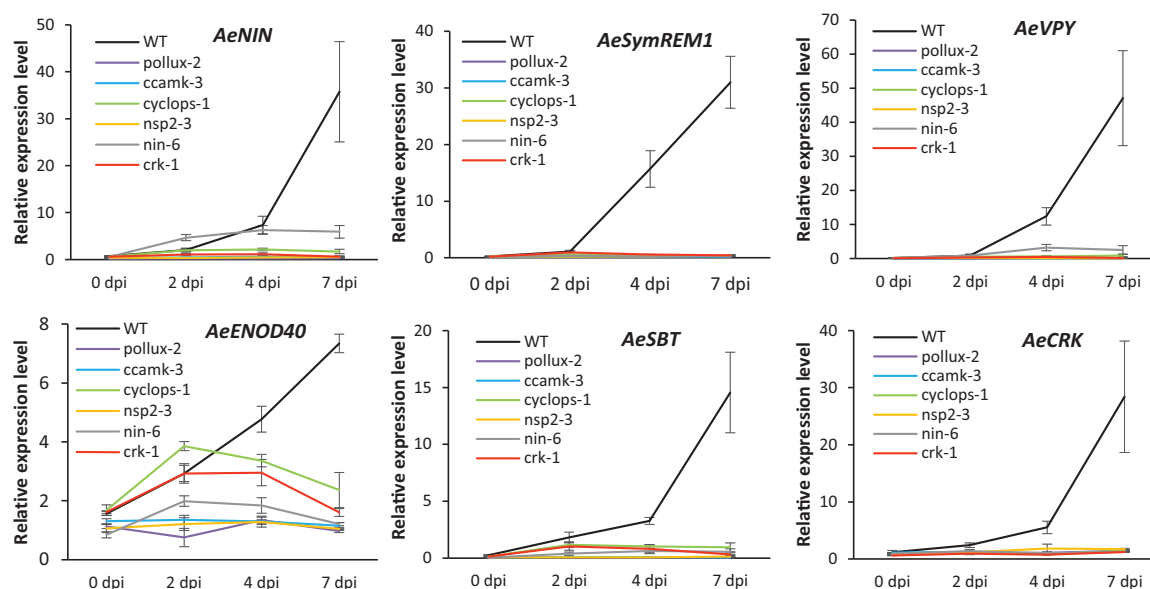 AeNIN
Relative expression level
50
40
30
20
10
0
WT
pollux-2
ccamk-3
cyclops-1
nsp2-3
nin-6
crk-1
0 dpi 2 dpi 4 dpi 7 dpi
AeSymREM1
Relative expression level
40
30
20
10
0
WT
pollux-2
ccamk-3
cyclops-1
nsp2-3
nin-6
crk-1
0 dpi 2 dpi 4 dpi 7 dpi
AeVPY
Relative expression level
70
60
50
40
30
20
10
0
WT
pollux-2
ccamk-3
cyclops-1
nsp2-3
nin-6
crk-1
0 dpi 2 dpi 4 dpi 7 dpi
AeENOD40
Relative expression level
8
6
4
2
0
WT
pollux-2
ccamk-3
cyclops-1
nsp2-3
nin-6
crk-1
0 dpi 2 dpi 4 dpi 7 dpi
AeSBT
Relative expression level
20
15
10
5
0
WT
pollux-2
ccamk-3
cyclops-1
nsp2-3
nin-6
crk-1
0 dpi 2 dpi 4 dpi 7 dpi
AeCRK
Relative expression level
40
30
20
10
0
WT
pollux-2
ccamk-3
cyclops-1
nsp2-3
nin-6
crk-1
0 dpi 2 dpi 4 dpi 7 dpi